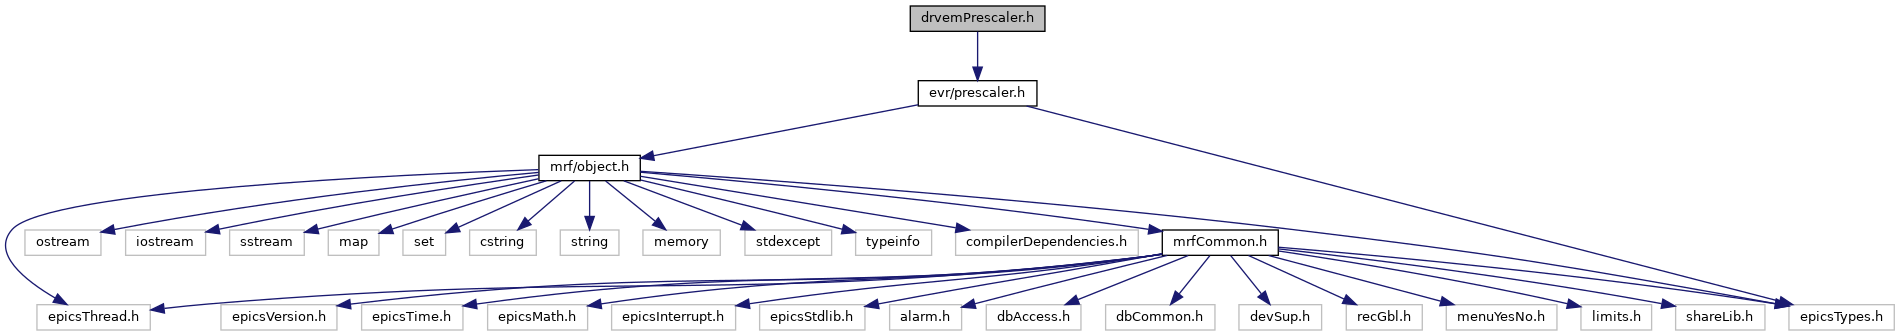 drvemPrescaler.h
evr/prescaler.h
mrf/object.h
ostream
iostream
sstream
map
set
cstring
string
memory
stdexcept
typeinfo
compilerDependencies.h
mrfCommon.h
epicsThread.h
epicsVersion.h
epicsTime.h
epicsMath.h
epicsInterrupt.h
epicsStdlib.h
alarm.h
dbAccess.h
dbCommon.h
devSup.h
recGbl.h
menuYesNo.h
limits.h
shareLib.h
epicsTypes.h